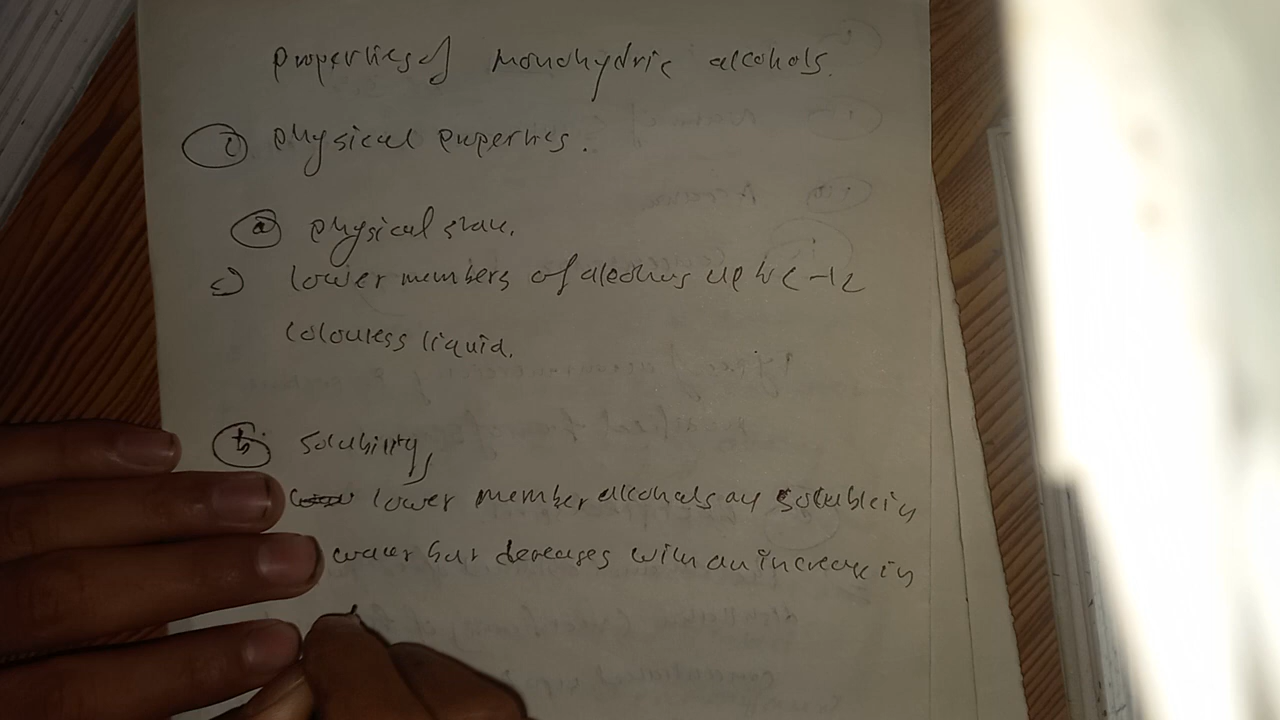 Properties of monohydric alcohols.
i physical properties.
a physical state.
lower members of alcohols up to C-12
colourless liquid.
b solubility,
lower member alcohols are soluble in
water but decreases with an increase in